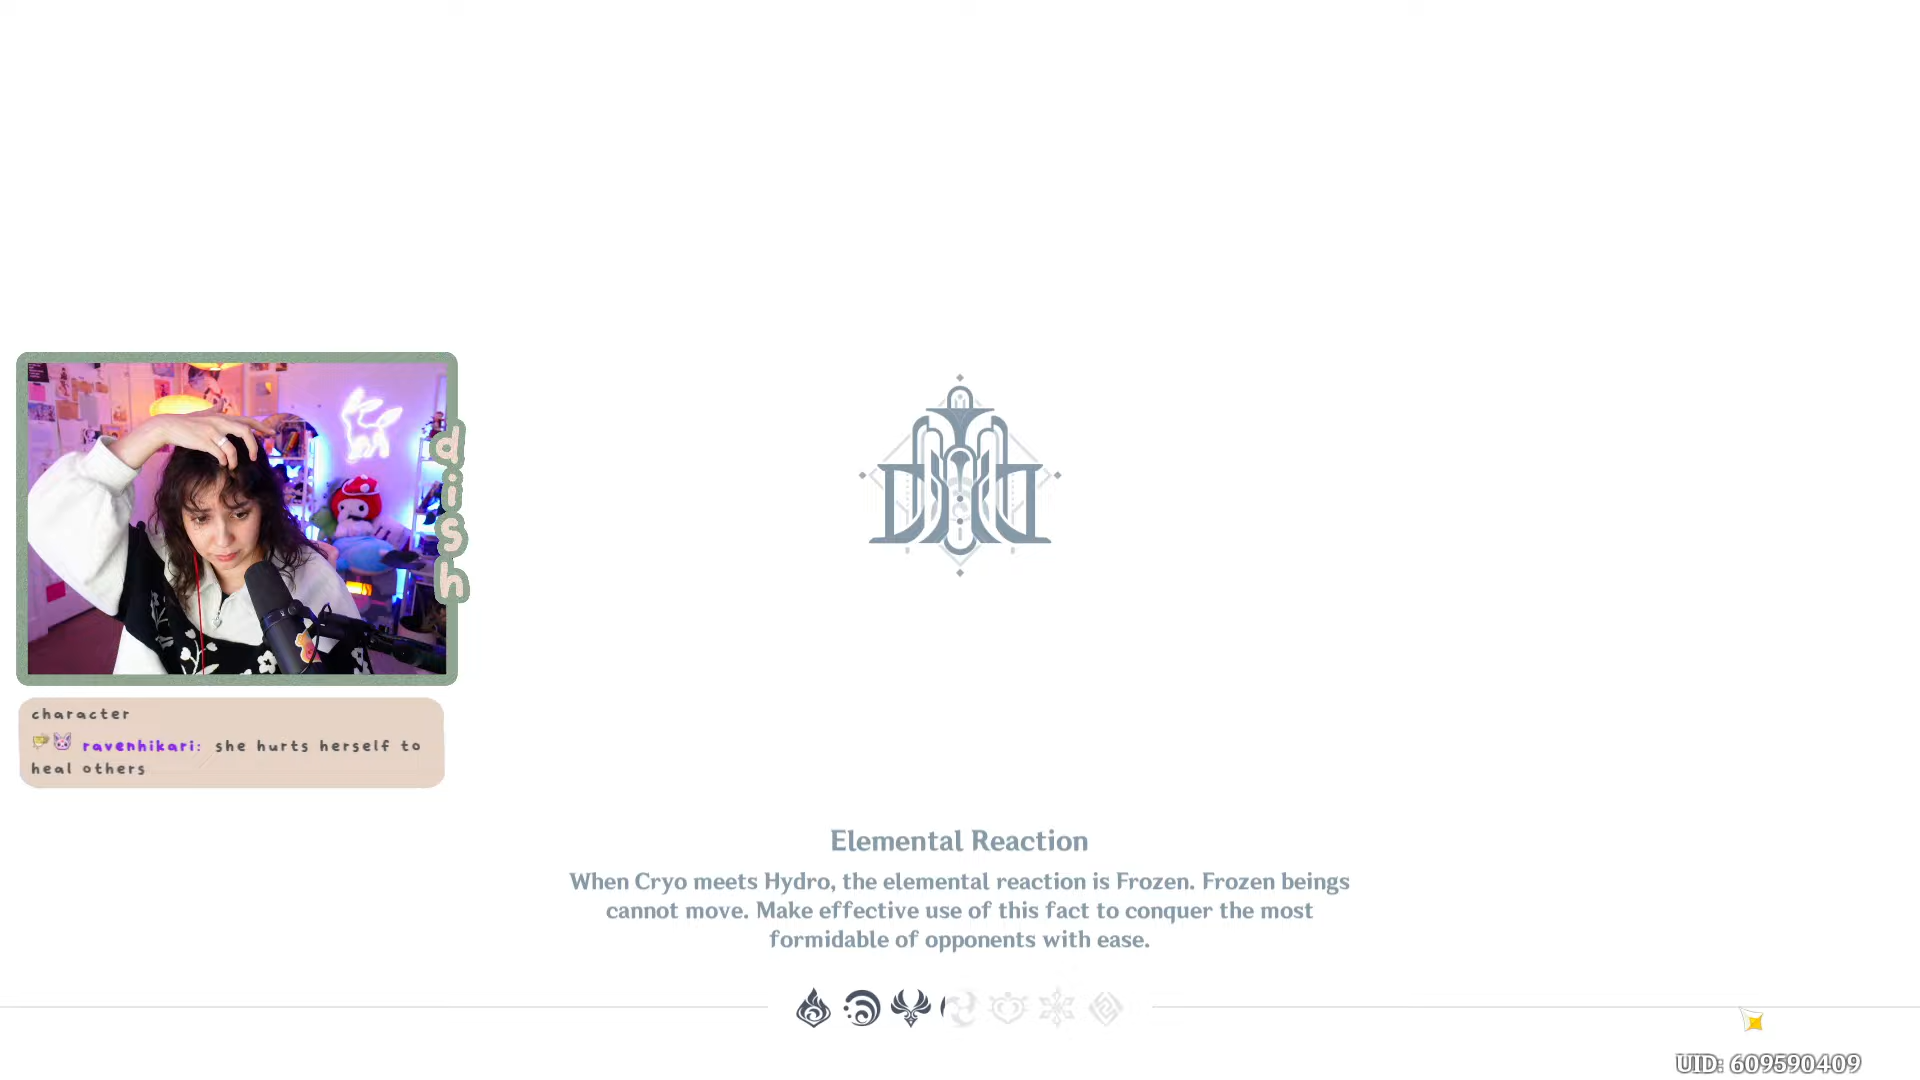 dish
character
ravenhikari: she hurts herself to
heal others
Elemental Reaction
When Cryo meets Hydro, the elemental reaction is Frozen. Frozen beings
cannot move. Make effective use of this fact to conquer the most
formidable of opponents with ease.
UID: 609590409